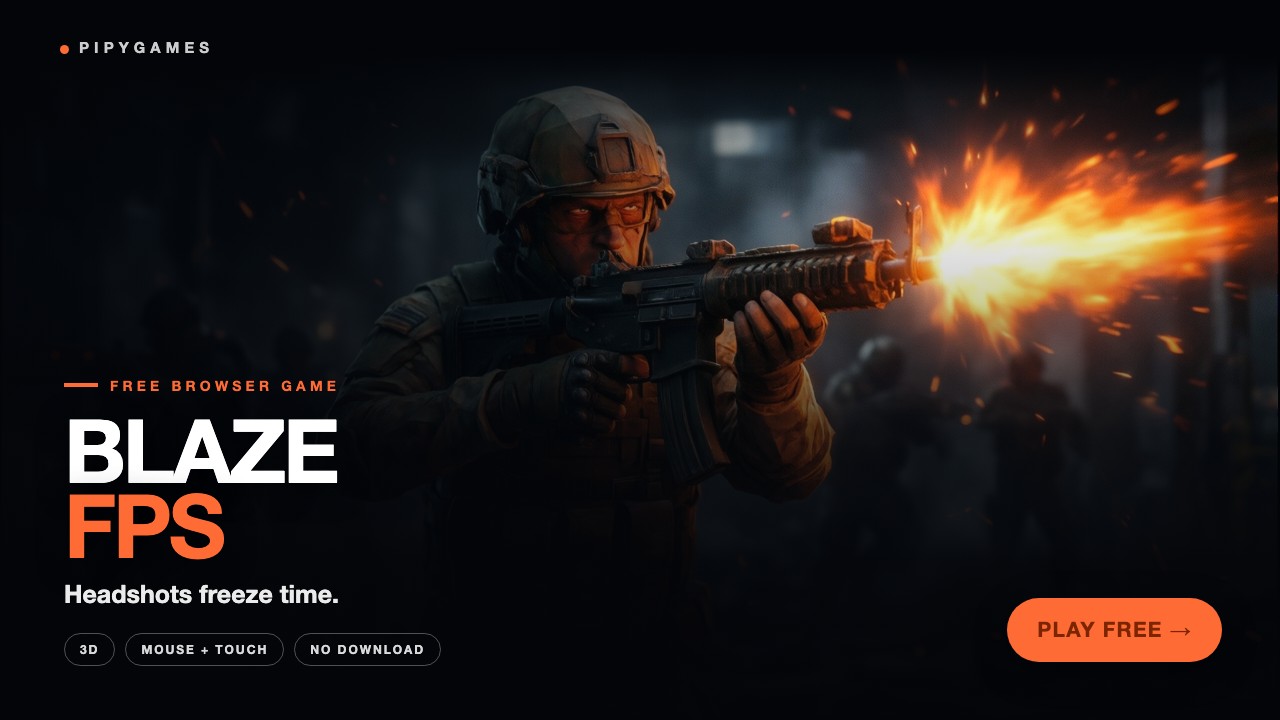 PIPYGAMES
FREE BROWSER GAME
BLAZE
FPS
Headshots freeze time.
3D
MOUSE + TOUCH
NO DOWNLOAD
PLAY FREE →